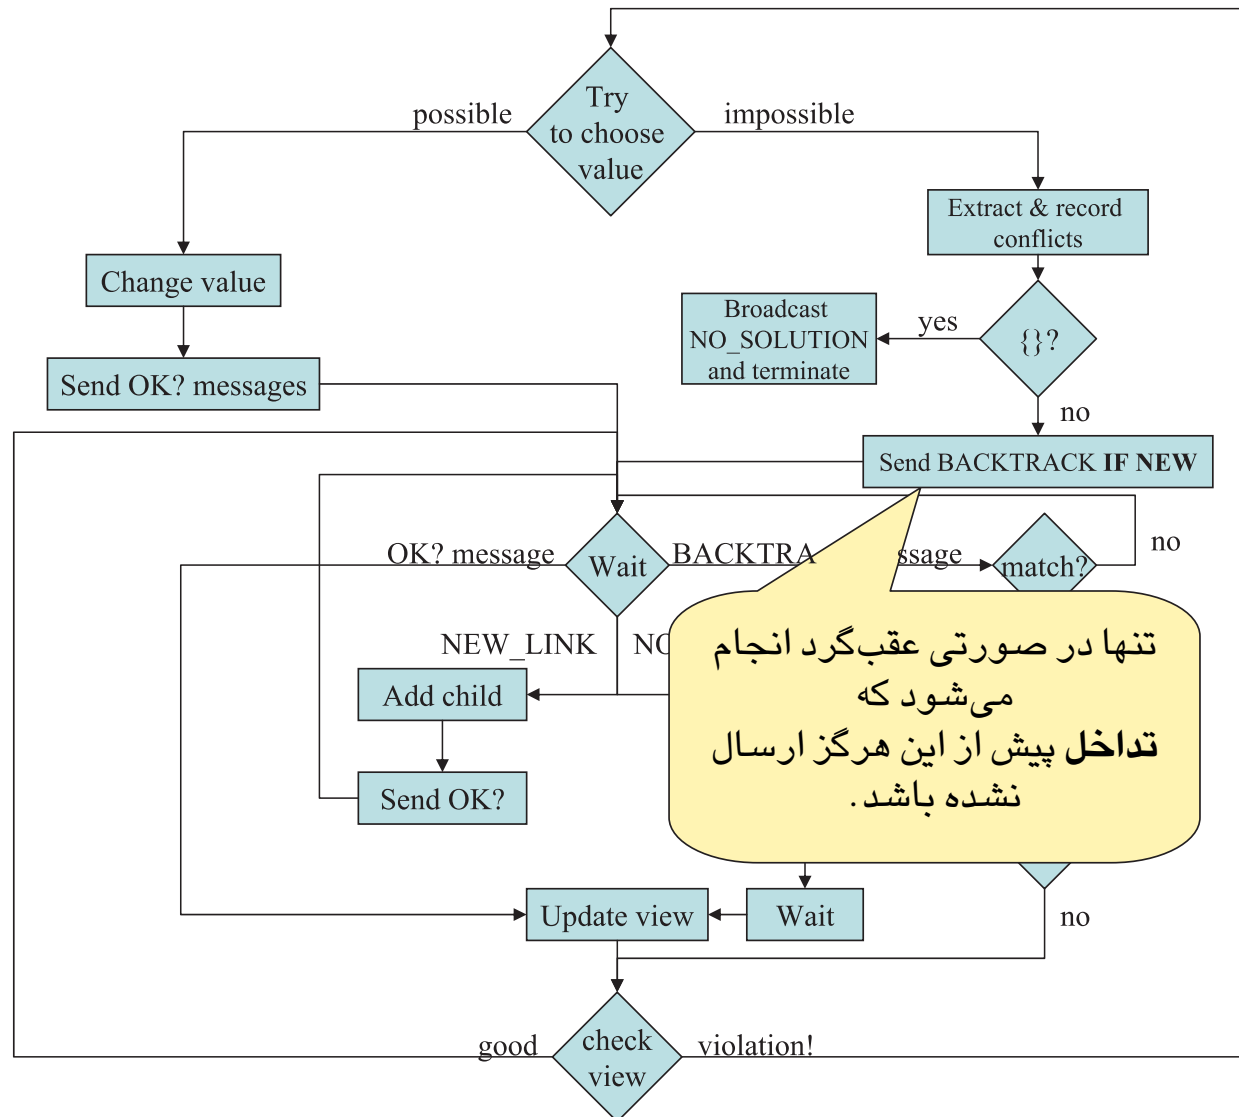 Try
to choose
value
possible
impossible
Extract & record
conflicts
Change value
Broadcast
NO_SOLUTION
and terminate
yes
{}?
Send OK? messages
no
Send BACKTRACK IF NEW
OK? message
Wait
match?
no
NEW_LINK
تنها در صورتی عقب‌گرد انجام
می‌شود که
تداخل پیش از این هرگز ارسال
نشده باشد.
Add child
Send OK?
Update view
Wait
no
good
check
view
violation!